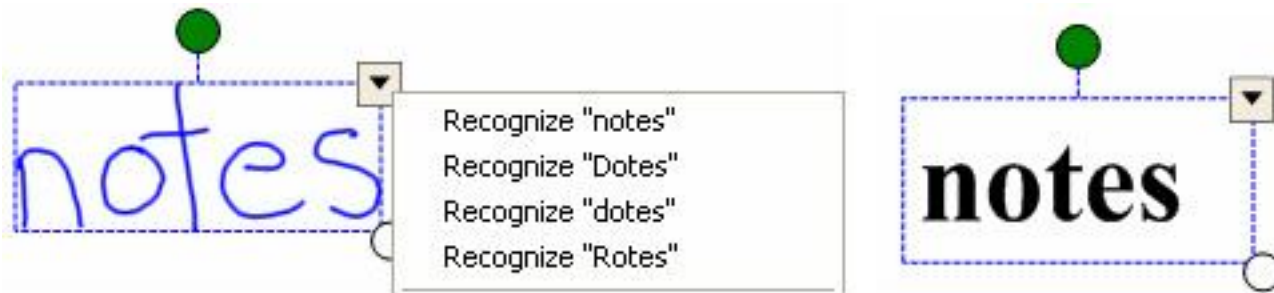 notes
Recognize "notes"
Recognize "Dotes"
Recognize "dotes"
Recognize "Rotes"
notes